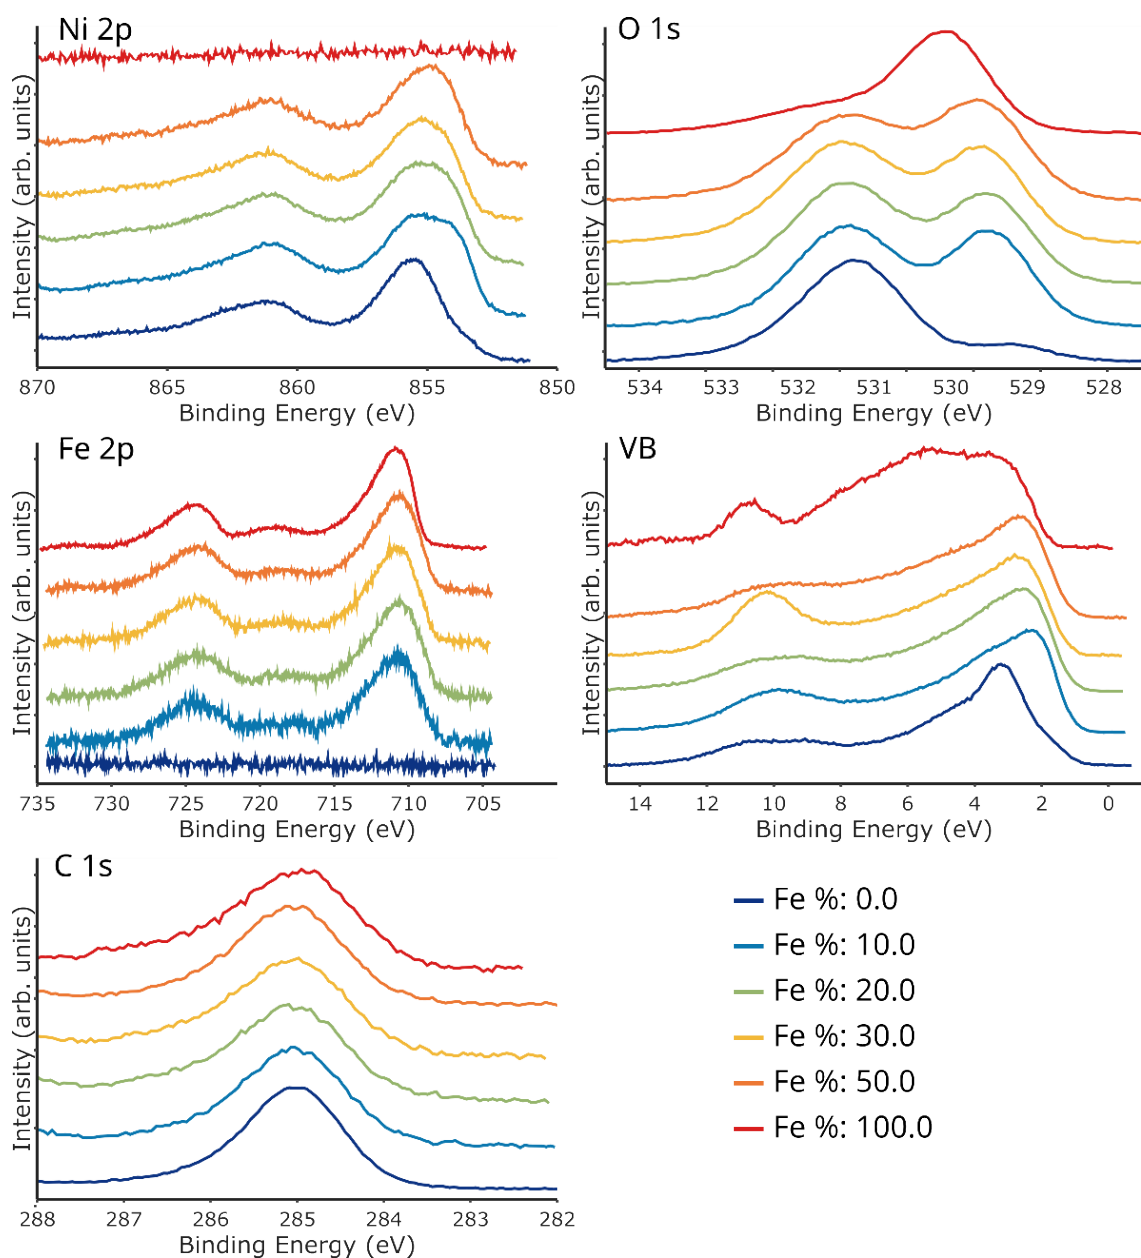 Ni 2p
Intensity (arb. units)
870 865 860 855 850
Binding Energy (eV)
O 1s
Intensity (arb. units)
534 533 532 531 530 529 528
Binding Energy (eV)
Fe 2p
Intensity (arb. units)
735 730 725 720 715 710 705
Binding Energy (eV)
VB
Intensity (arb. units)
14 12 10 8 6 4 2 0
Binding Energy (eV)
C 1s
Intensity (arb. units)
288 287 286 285 284 283 282
Binding Energy (eV)
Fe %: 0.0
Fe %: 10.0
Fe %: 20.0
Fe %: 30.0
Fe %: 50.0
Fe %: 100.0